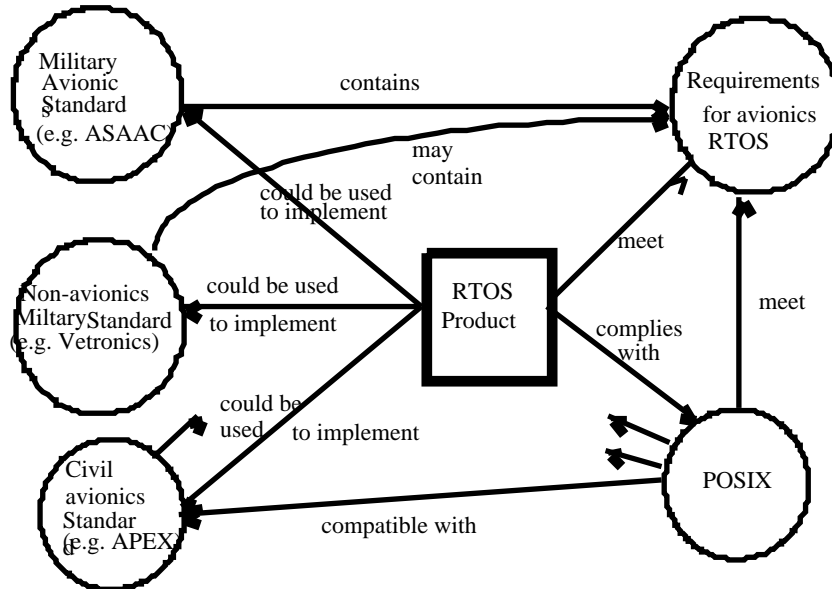 Military
Avionic
s
Standard
(e.g. ASAAC)
contains
Requirements
for avionics
RTOS
may
contain
could be used
to implement
meet
Non-avionics
Miltary Standard
(e.g. Vetronics)
could be used
to implement
RTOS
Product
complies
with
meet
could be
used
to implement
Civil
avionics
Standar
d
(e.g. APEX)
compatible with
POSIX